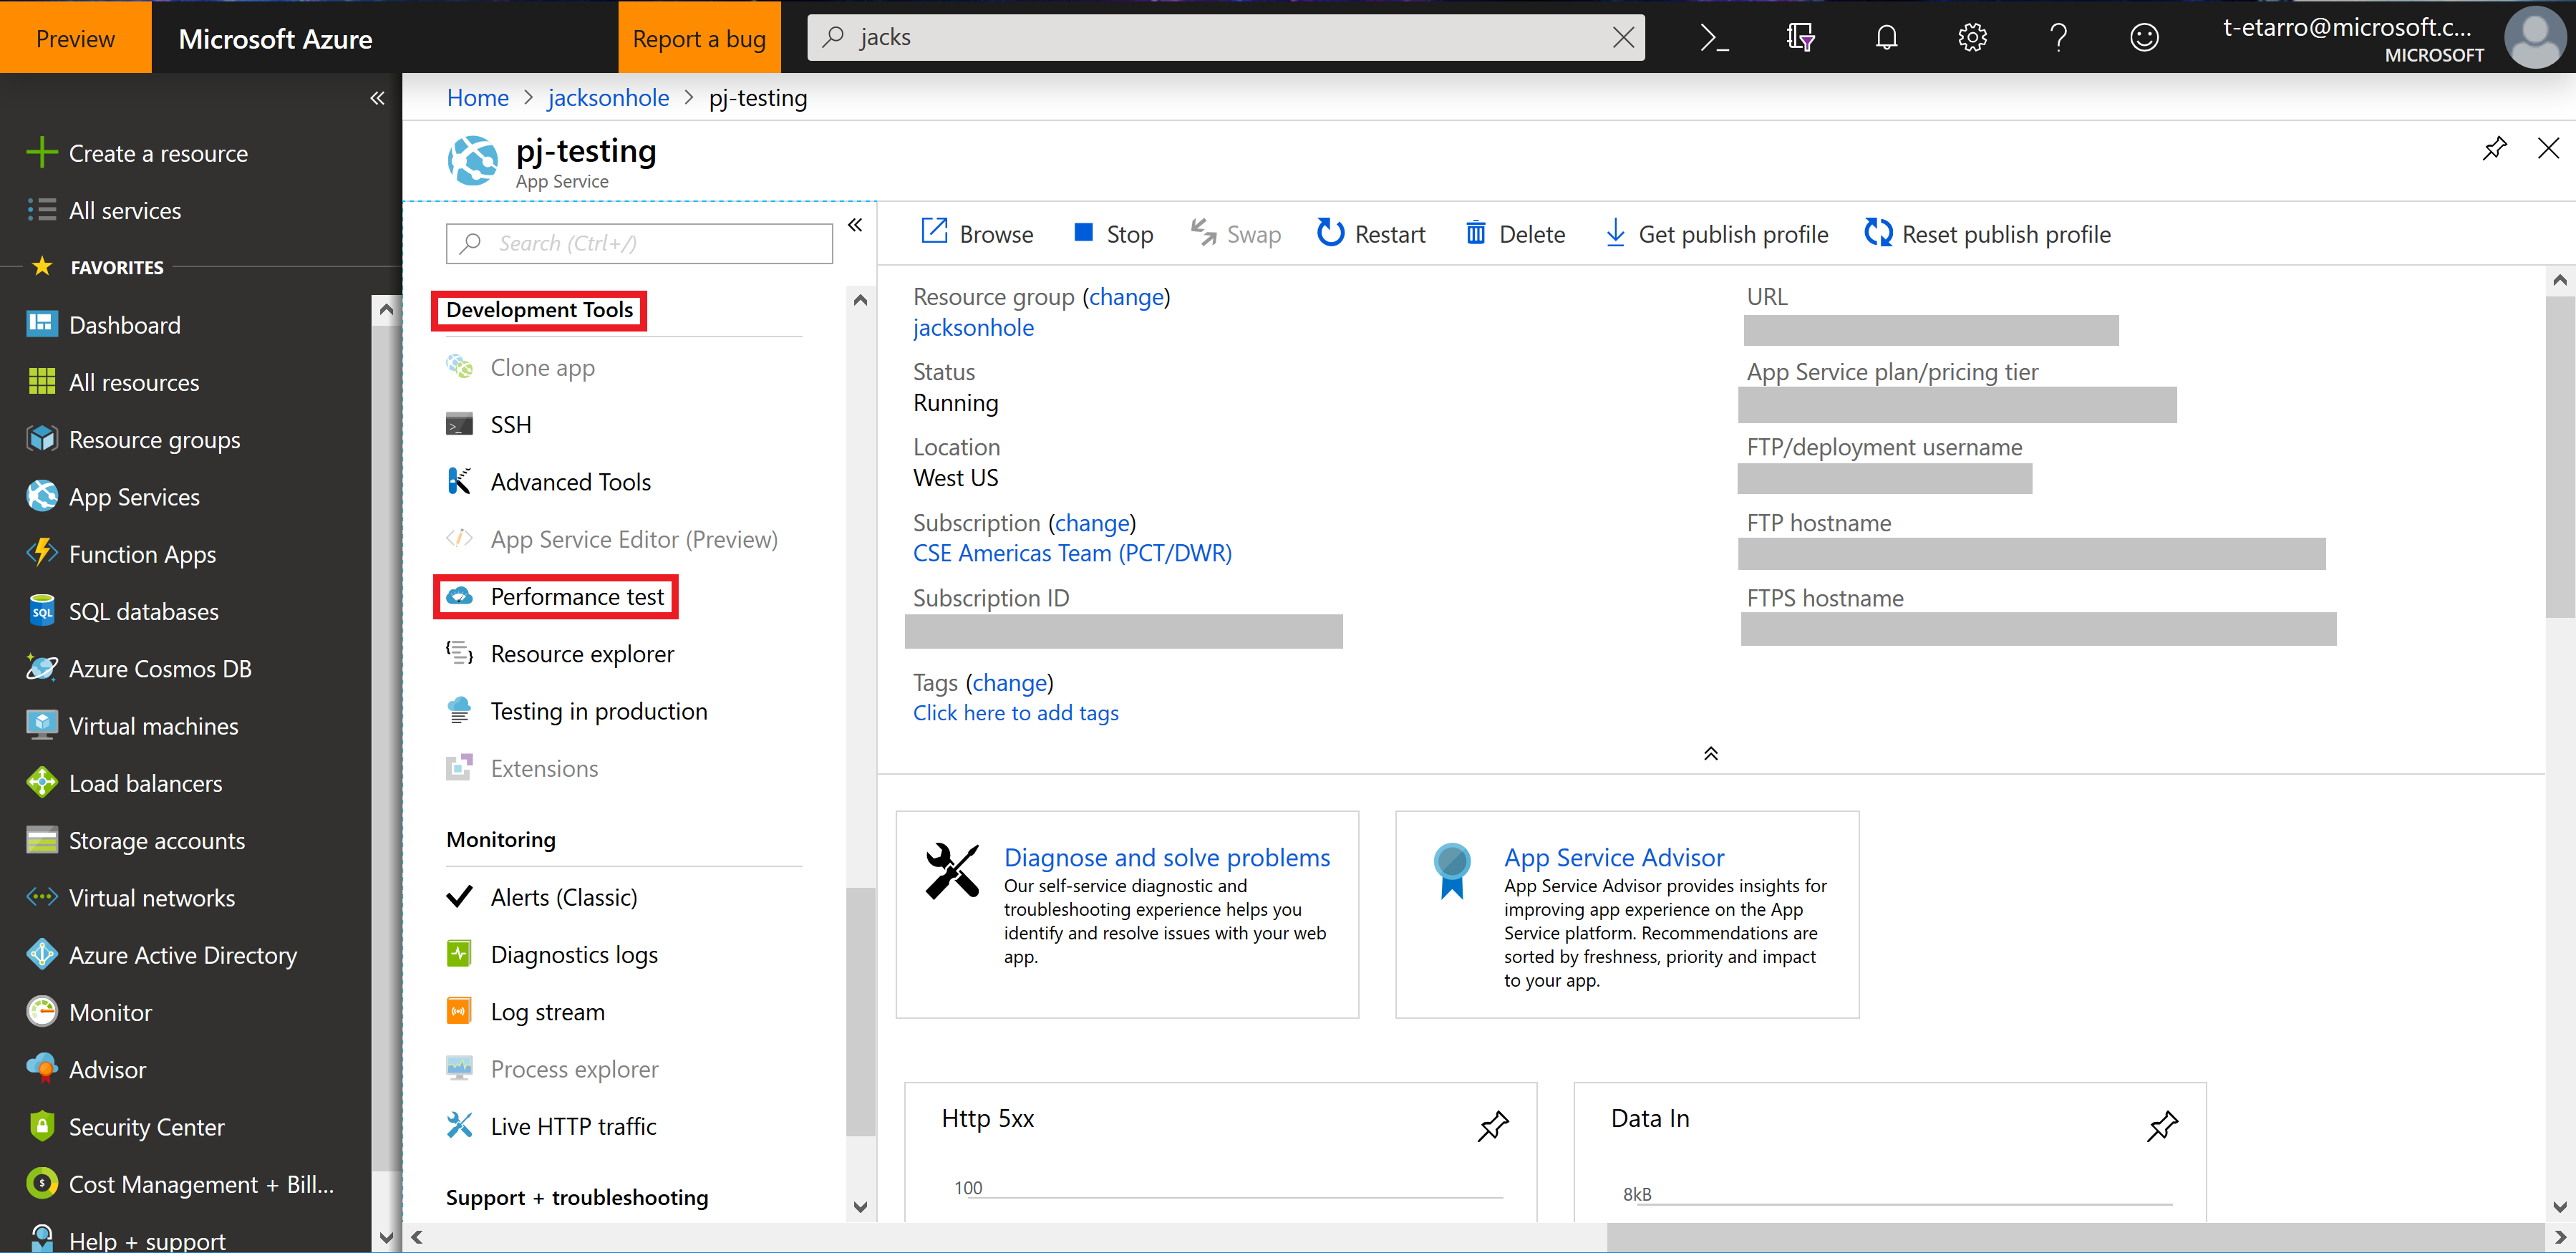 Preview
Microsoft Azure
Report a bug
jacks
t-etarro@microsoft.c...
MICROSOFT
Create a resource
All services
FAVORITES
Dashboard
All resources
Resource groups
App Services
Function Apps
SQL
SQL databases
Azure Cosmos DB
Virtual machines
Load balancers
Storage accounts
Virtual networks
Azure Active Directory
Monitor
Advisor
Security Center
Cost Management + Bill...
Help + support
Home > jacksonhole > pj-testing
pj-testing
App Service
Search (Ctrl+/)
Development Tools
Clone app
SSH
Advanced Tools
App Service Editor (Preview)
Performance test
Resource explorer
Testing in production
Extensions
Monitoring
Alerts (Classic)
Diagnostics logs
Log stream
Process explorer
Live HTTP traffic
Support + troubleshooting
Browse
Stop
Swap
Restart
Delete
Get publish profile
Reset publish profile
Resource group (change)
jacksonhole
Status
Running
Location
West US
Subscription (change)
CSE Americas Team (PCT/DWR)
Subscription ID
Tags (change)
Click here to add tags
URL
App Service plan/pricing tier
FTP/deployment username
FTP hostname
FTPS hostname
Diagnose and solve problems
Our self-service diagnostic and
troubleshooting experience helps you
identify and resolve issues with your web
app.
App Service Advisor
App Service Advisor provides insights for
improving app experience on the App
Service platform. Recommendations are
sorted by freshness, priority and impact
to your app.
Http 5xx
100
Data In
8kB